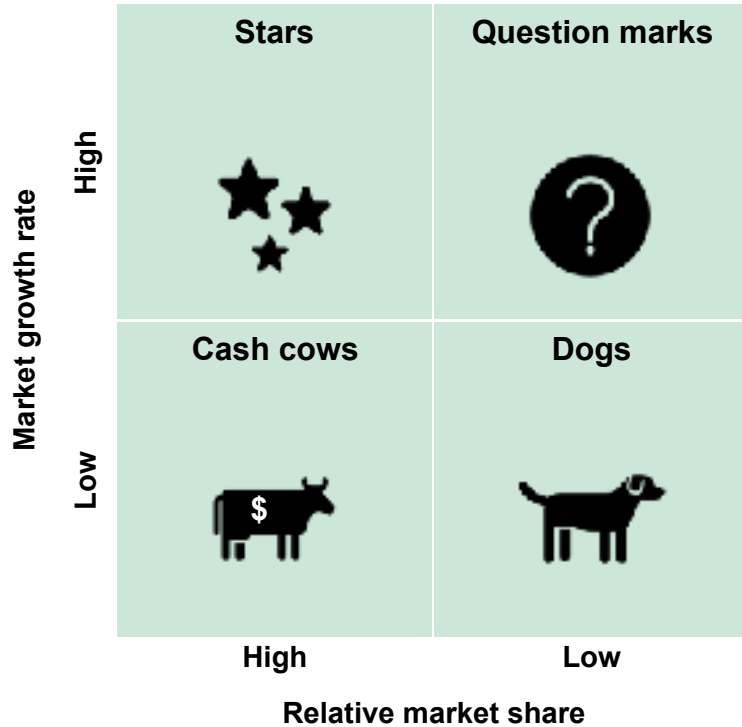 Stars
Question marks
High
Market growth rate
?
Cash cows
Dogs
Low
$
High
Low
Relative market share